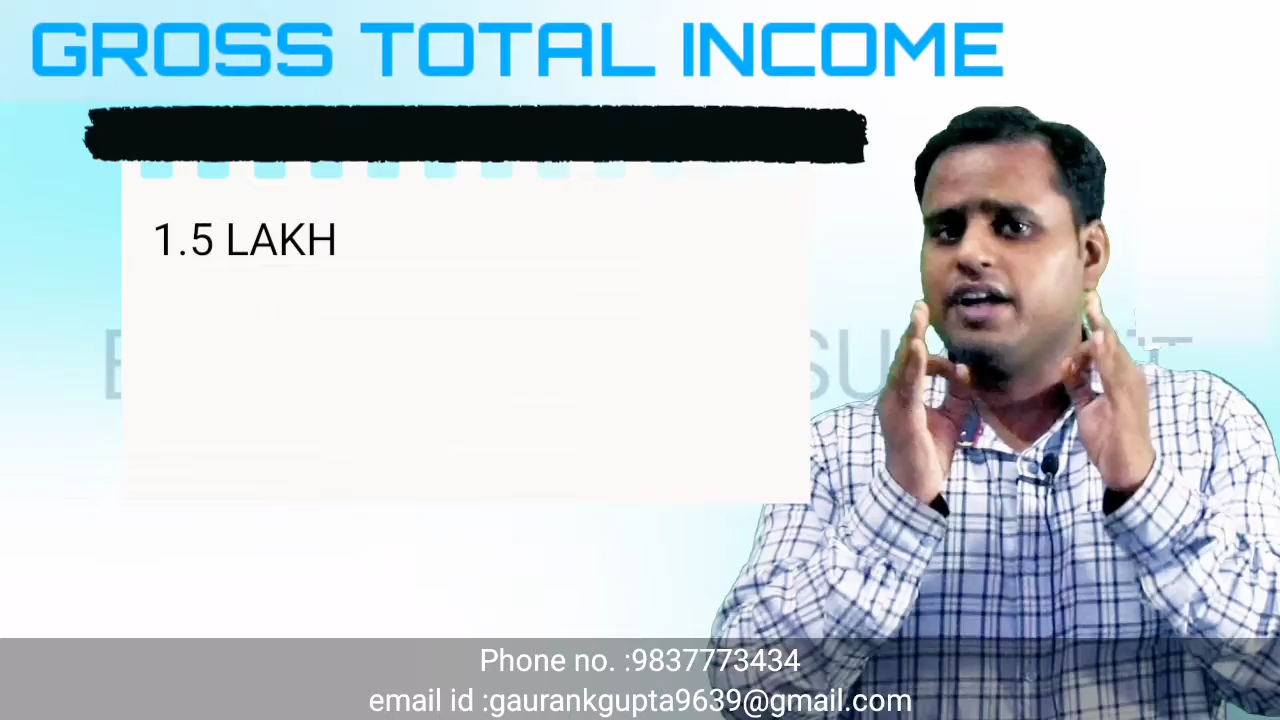 GROSS TOTAL INCOME
1.5 LAKH
Phone no. :9837773434
email id :gaurankgupta9639@gmail.com